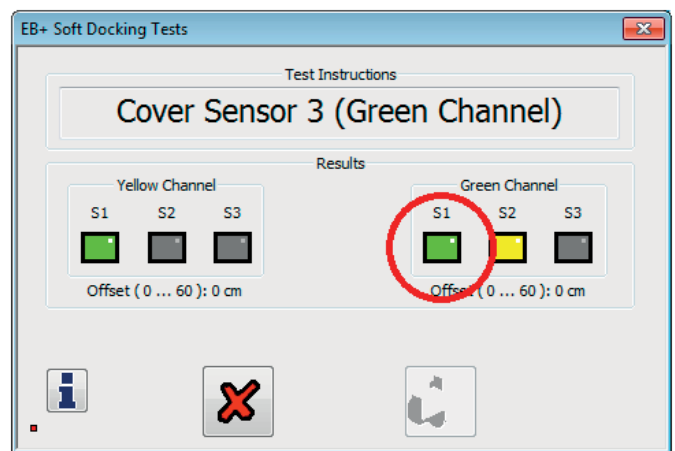 EB+ Soft Docking Tests
Test Instructions
Cover Sensor 3 (Green Channel)
Results
Yellow Channel
S1 S2 S3
Offset ( 0 ... 60 ): 0 cm
Green Channel
S1 S2 S3
Offset ( 0 ... 60 ): 0 cm